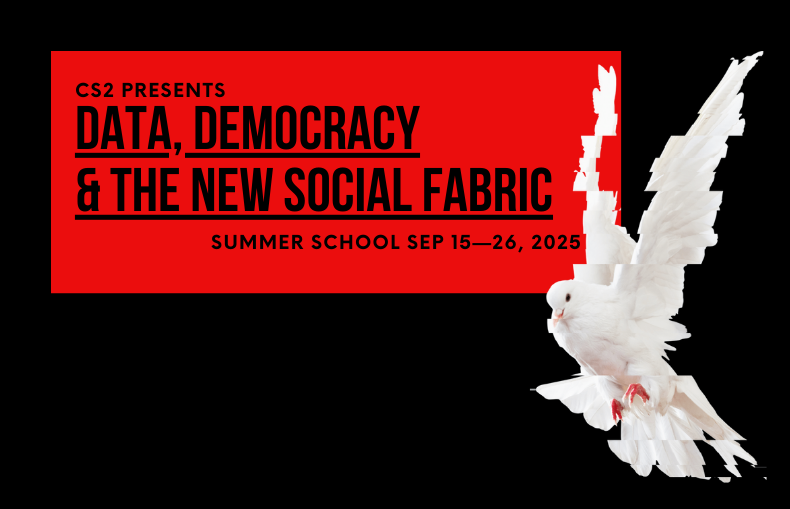 CS2 PRESENTS
DATA, DEMOCRACY
& THE NEW SOCIAL FABRIC
SUMMER SCHOOL SEP 15—26, 2025